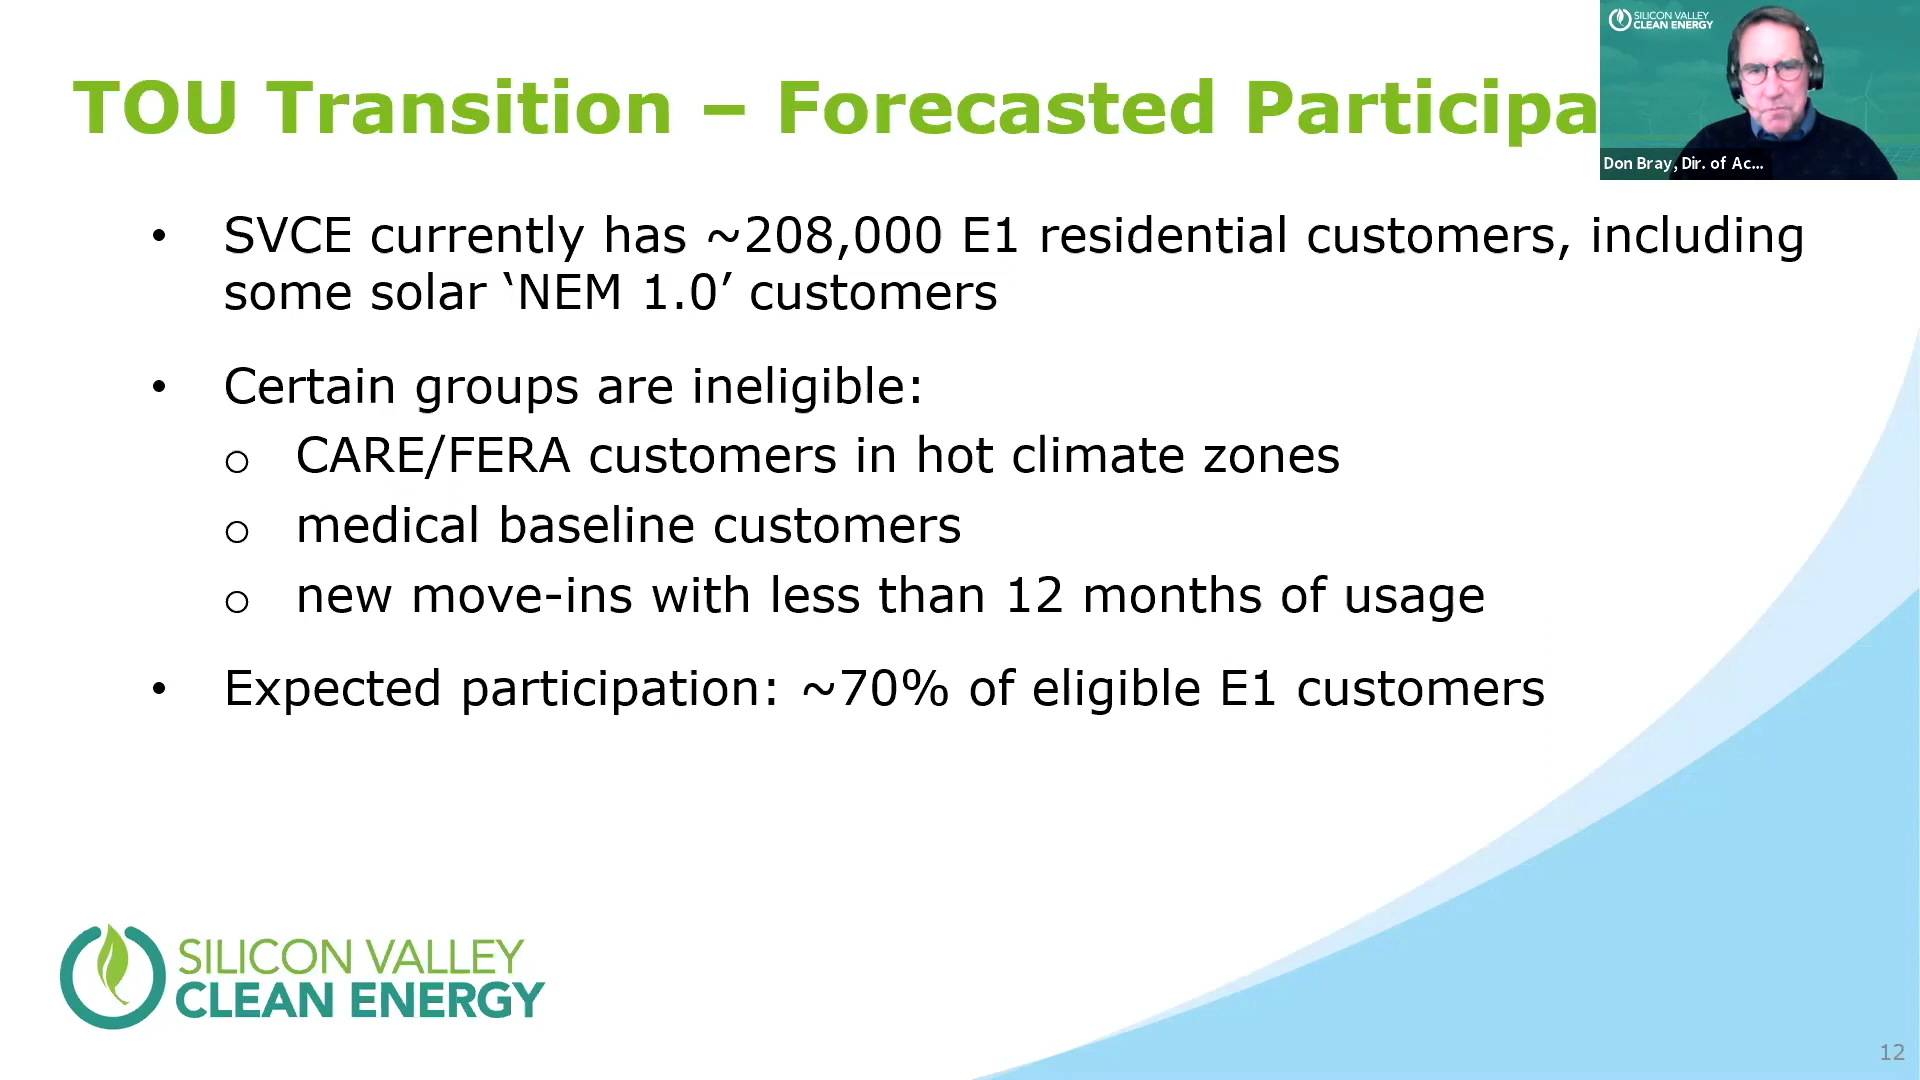 TOU Transition – Forecasted Participa
SILICON VALLEY
CLEAN ENERGY
Don Bray, Dir. of Ac...
• SVCE currently has ~208,000 E1 residential customers, including
some solar ‘NEM 1.0’ customers
• Certain groups are ineligible:
o CARE/FERA customers in hot climate zones
o medical baseline customers
o new move-ins with less than 12 months of usage
• Expected participation: ~70% of eligible E1 customers
SILICON VALLEY
CLEAN ENERGY
12